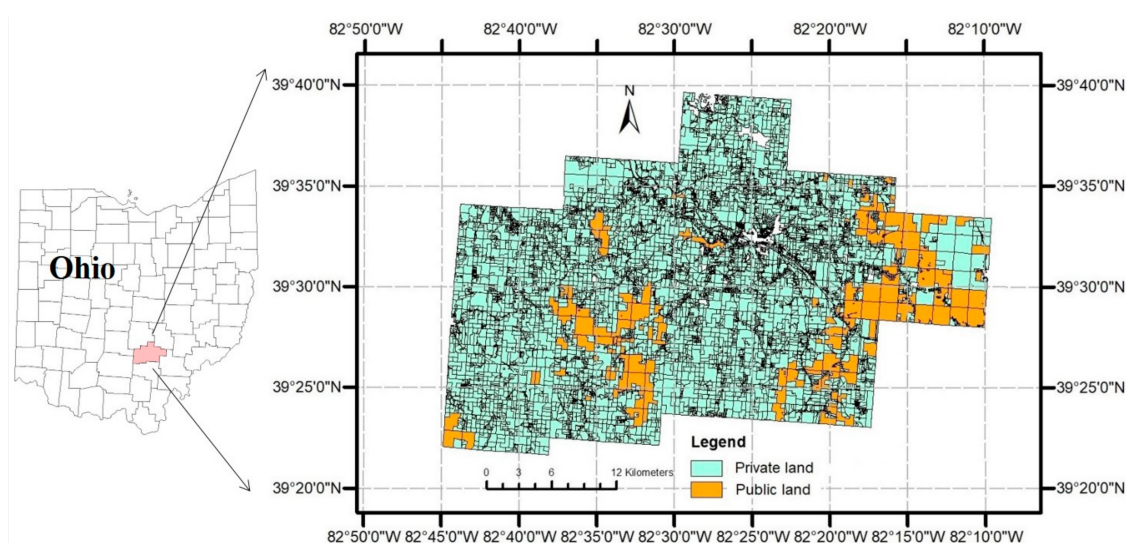 82°50'0"W 82°40'0"W 82°30'0"W 82°20'0"W 82°10'0"W
39°40'0"N 39°40'0"N
N
39°35'0"N 39°35'0"N
Ohio
39°30'0"N 39°30'0"N
39°25'0"N 39°25'0"N
Legend
Private land
0 3 6 12 Kilometers
Public land
39°20'0"N 39°20'0"N
82°50'0"W 82°45'0"W 82°40'0"W 82°35'0"W 82°30'0"W 82°20'0"W 82°15'0"W 82°10'0"W